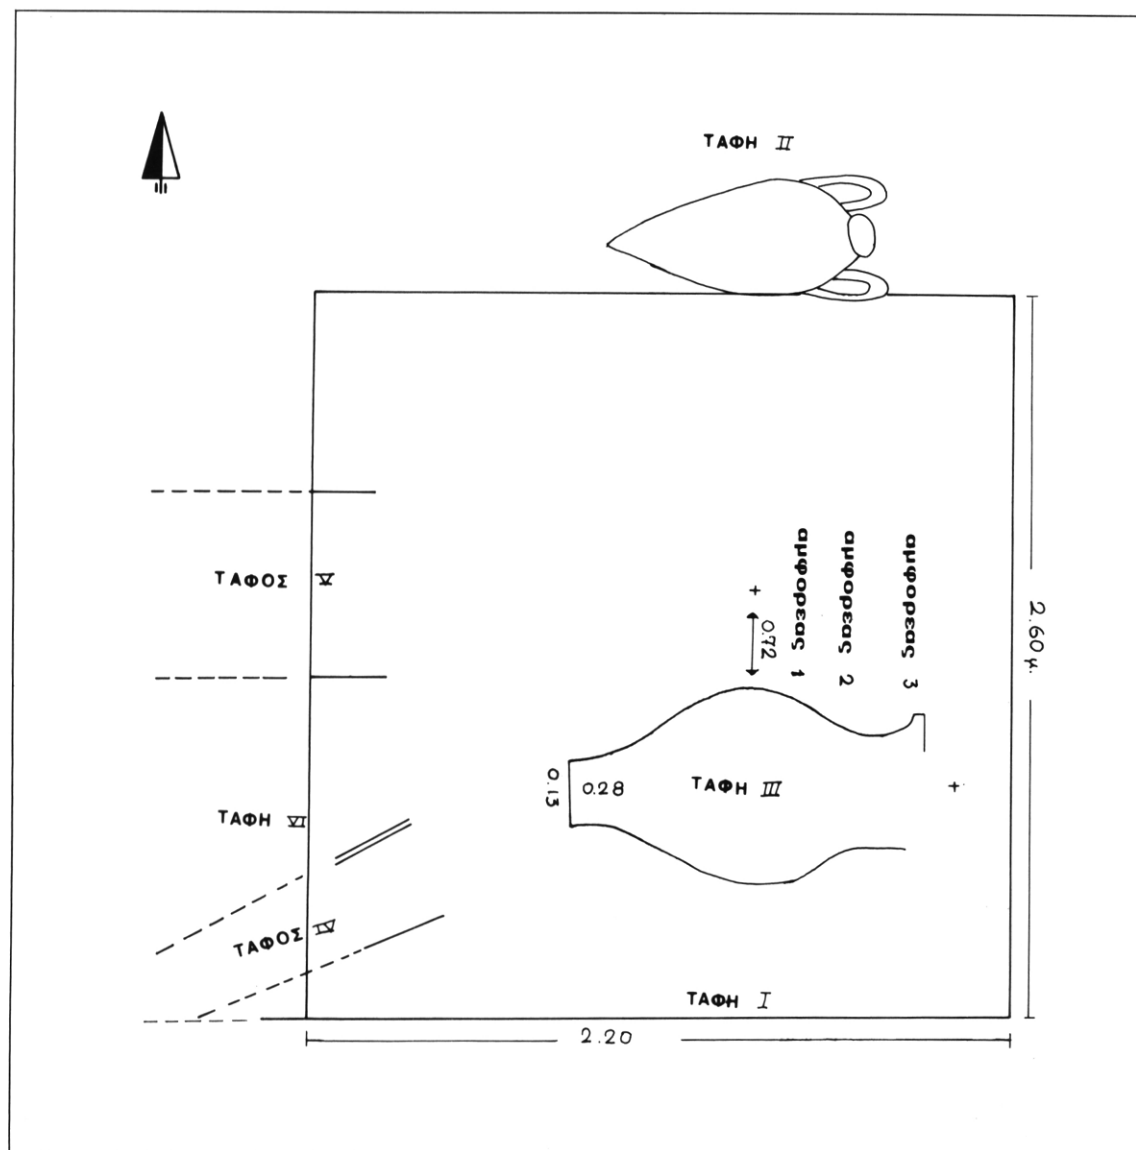 ΤΑΦΗ II
αμφορεας 1
αμφορεας 2
αμφορεας 3
0.72
2.60 μ.
ΤΑΦΟΣ V
ΤΑΦΗ III
0.28
0.13
ΤΑΦΗ VI
ΤΑΦΟΣ IV
ΤΑΦΗ I
2.20